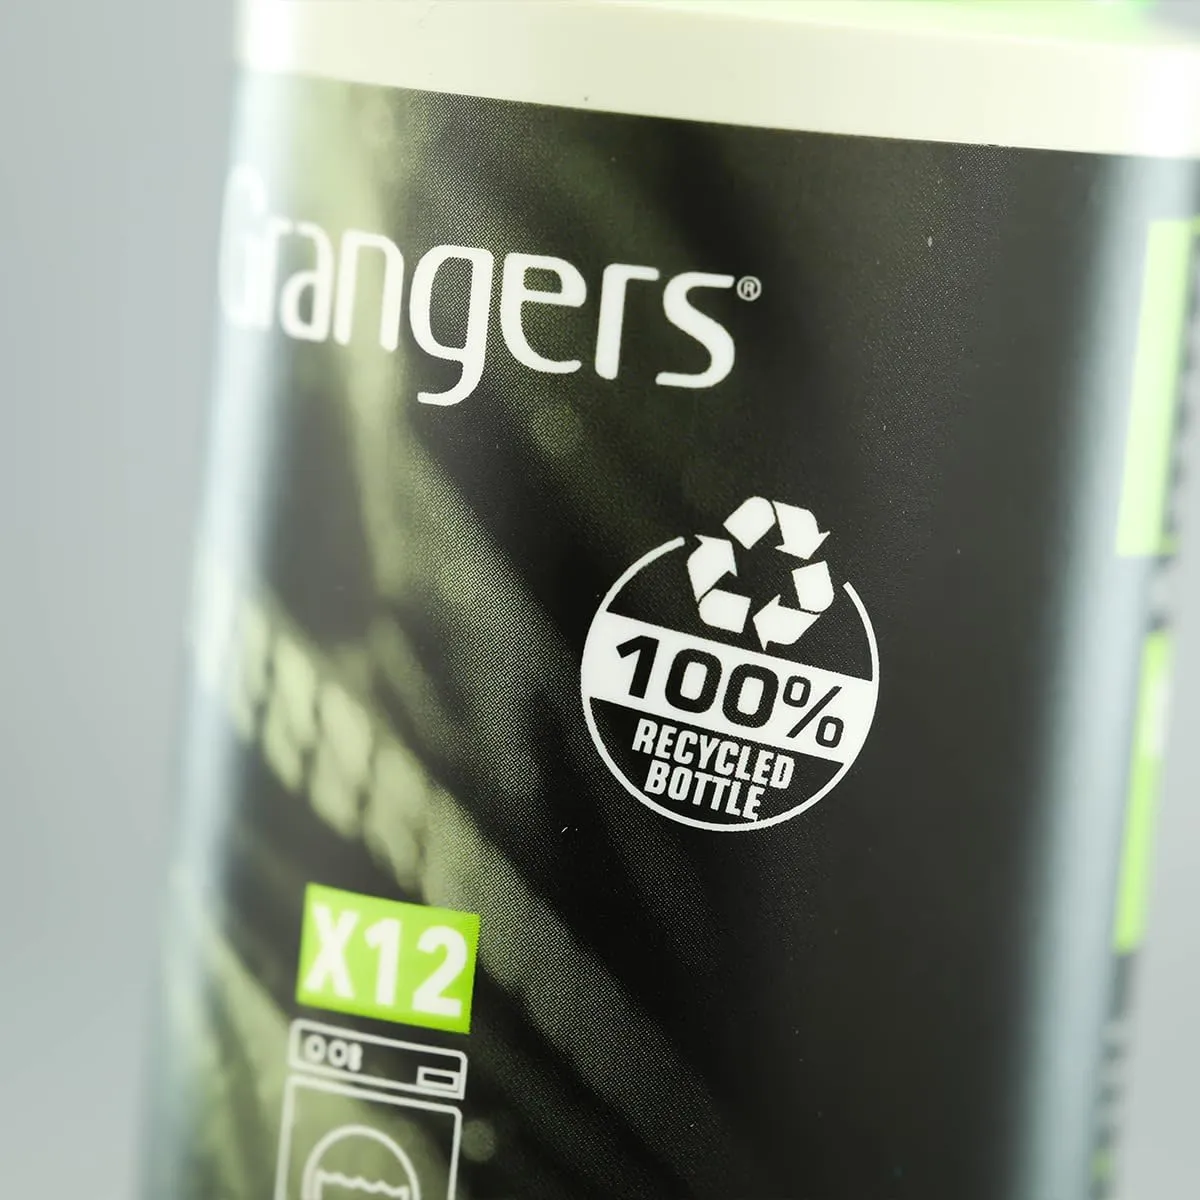 Grangers®
100%
RECYCLED
BOTTLE
X12